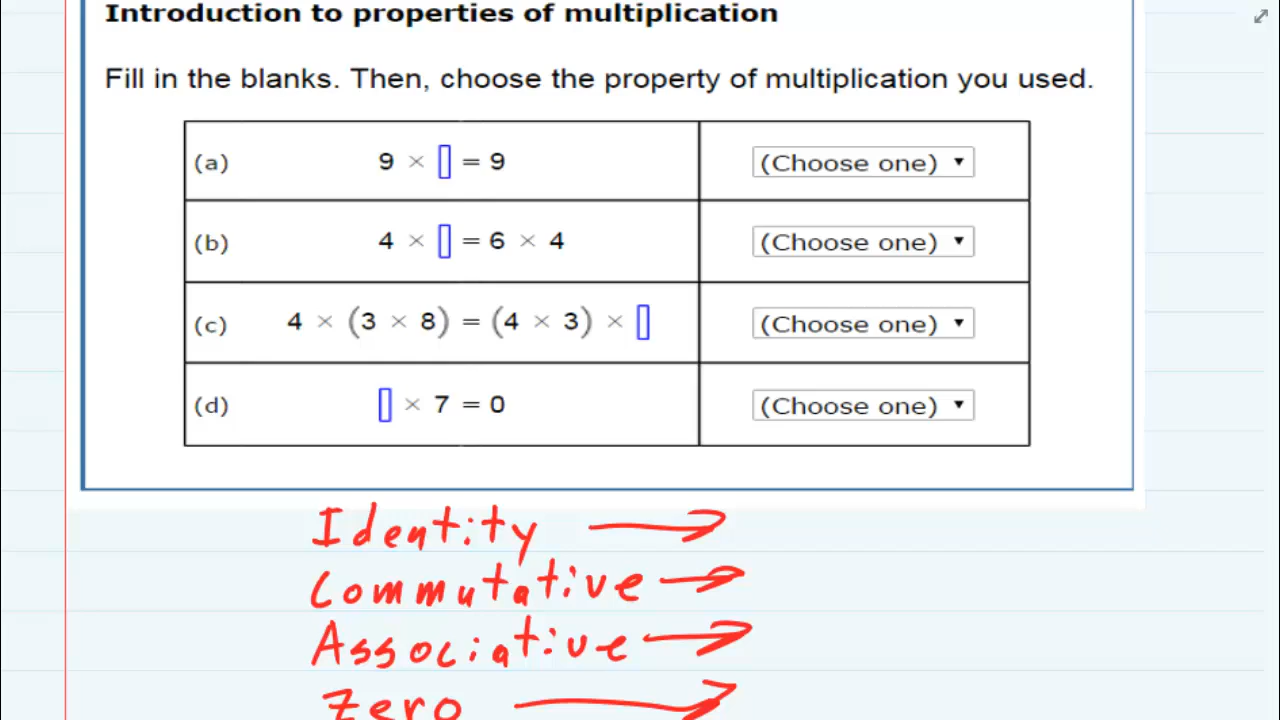 Introduction to properties of multiplication
Fill in the blanks. Then, choose the property of multiplication you used.
(a) 9 × ▯ = 9 (Choose one) ▼
(b) 4 × ▯ = 6 × 4 (Choose one) ▼
(c) 4 × (3 × 8) = (4 × 3) × ▯ (Choose one) ▼
(d) ▯ × 7 = 0 (Choose one) ▼
Identity →
Commutative →
Associative →
Zero →